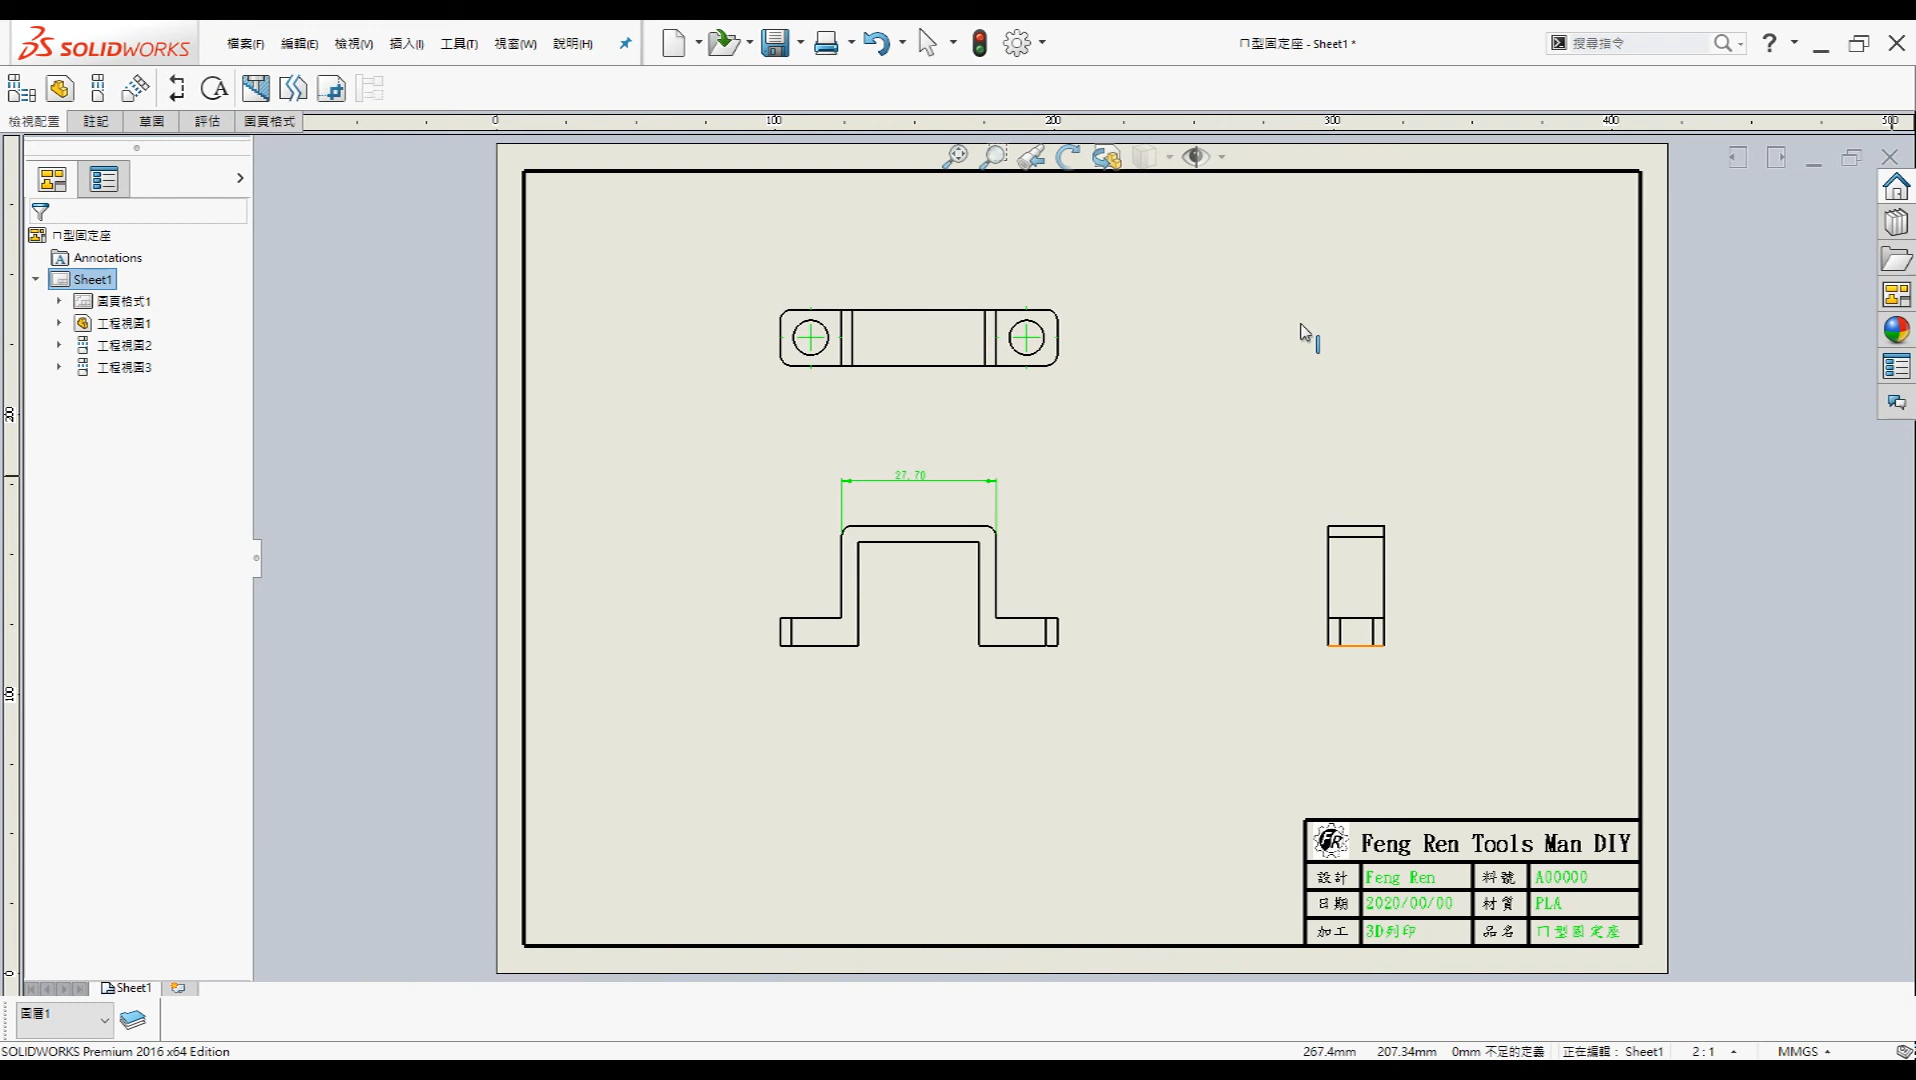 SOLIDWORKS 檔案(F) 編輯(E) 檢視(V) 插入(I) 工具(T) 視窗(W) 說明(H) ㄇ型固定座 - Sheet1 * 搜尋指令 ?
檢視配置 註記 草圖 評估 圖頁格式 0 100 200 300 400 500
ㄇ型固定座
A Annotations
Sheet1
圖頁格式1
工程視圖1
工程視圖2
工程視圖3
200
100
0
27.70
FR Feng Ren Tools Man DIY
設計 Feng Ren 料號 A00000
日期 2020/00/00 材質 PLA
加工 3D列印 品名 ㄇ型固定座
Sheet1
圖層1
SOLIDWORKS Premium 2016 x64 Edition 267.4mm 207.34mm 0mm 不足的定義 正在編輯： Sheet1 2 : 1 MMGS